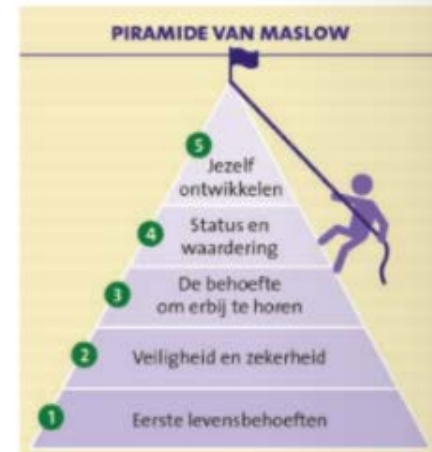 PIRAMIDE VAN MASLOW
5
Jezelf
ontwikkelen
4
Status en
waardering
3
De behoefte
om erbij te horen
2
Veiligheid en zekerheid
1
Eerste levensbehoeften